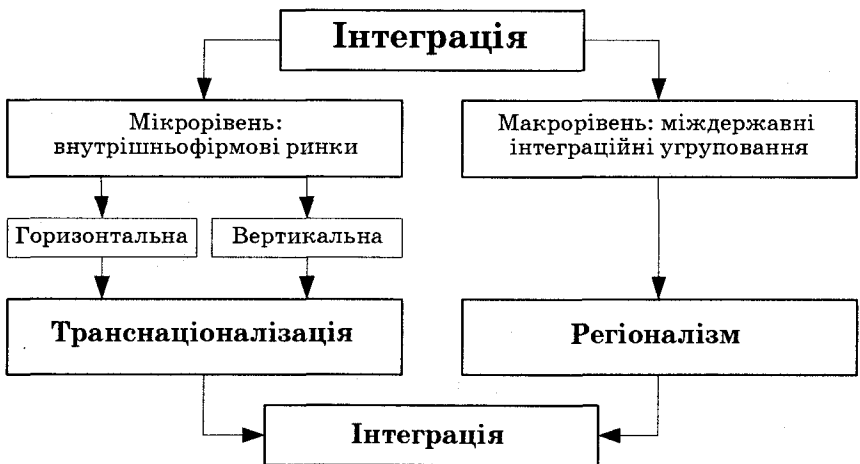 Інтеграція
Мікрорівень:
внутрішньофірмові ринки
Макрорівень: міждержавні
інтеграційні угруповання
Горизонтальна
Вертикальна
Транснаціоналізація
Регіоналізм
Інтеграція